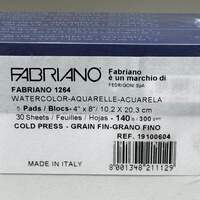 FABRIANO
Fabriano
è un marchio di
FEDRIGONI SpA
FABRIANO 1264
WATERCOLOR-AQUARELLE-ACUARELA
5 Pads / Blocs- 4" x 8"/ 10,2 X 20,3 cm
30 Sheets / Feuilles / Hojas - 140 lb / 300 gsm
COLD PRESS - GRAIN FIN-GRANO FINO
REF. 19100604
MADE IN ITALY
8 001348 211129